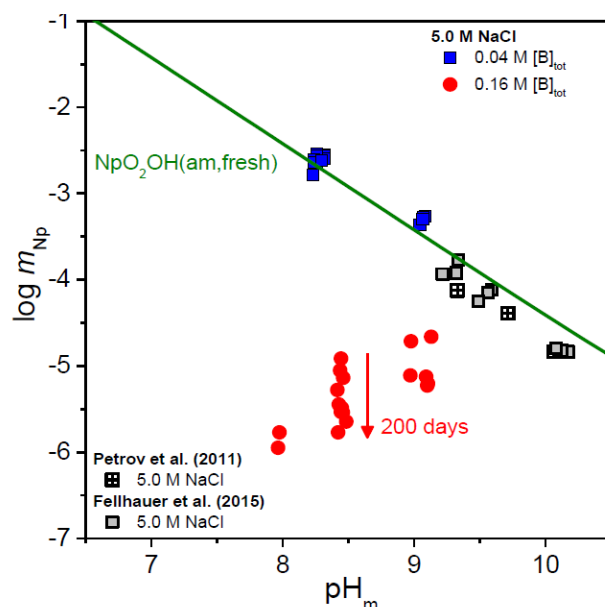 5.0 M NaCl
0.04 M [B]tot
0.16 M [B]tot
NpO2OH(am,fresh)
200 days
Petrov et al. (2011)
5.0 M NaCl
Fellhauer et al. (2015)
5.0 M NaCl
log mNp
-1
-2
-3
-4
-5
-6
-7
7
8
9
10
pHm